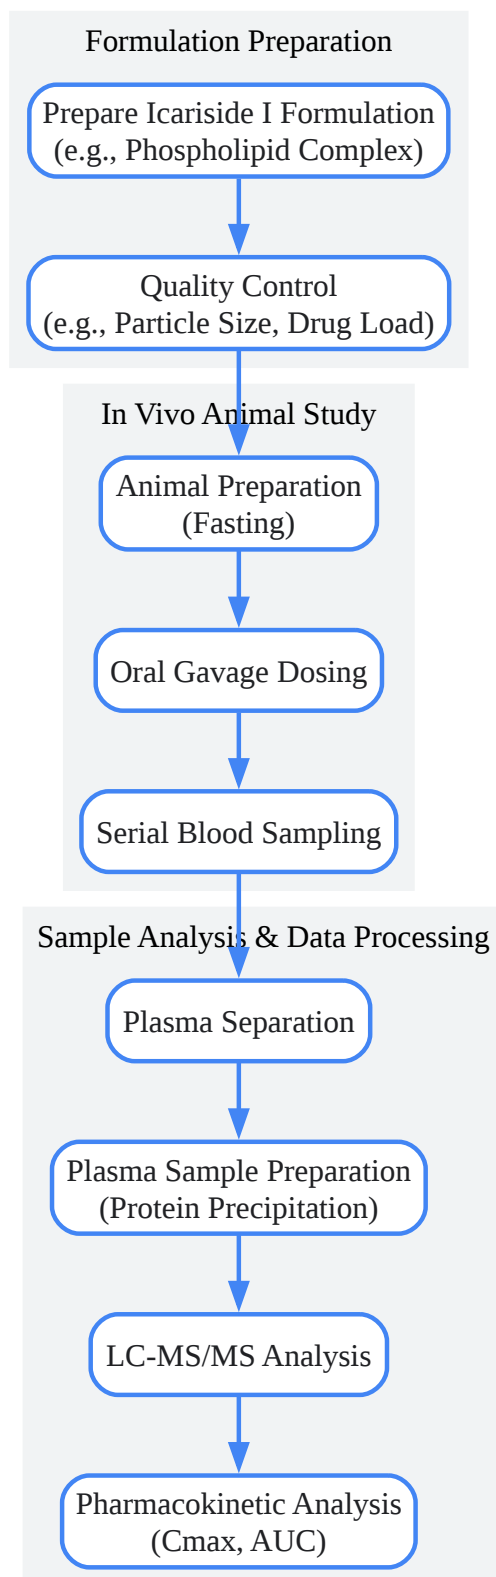 Formulation Preparation
Prepare Icariside I Formulation
(e.g., Phospholipid Complex)
Quality Control
(e.g., Particle Size, Drug Load)
In Vivo Animal Study
Animal Preparation
(Fasting)
Oral Gavage Dosing
Serial Blood Sampling
Sample Analysis & Data Processing
Plasma Separation
Plasma Sample Preparation
(Protein Precipitation)
LC-MS/MS Analysis
Pharmacokinetic Analysis
(Cmax, AUC)